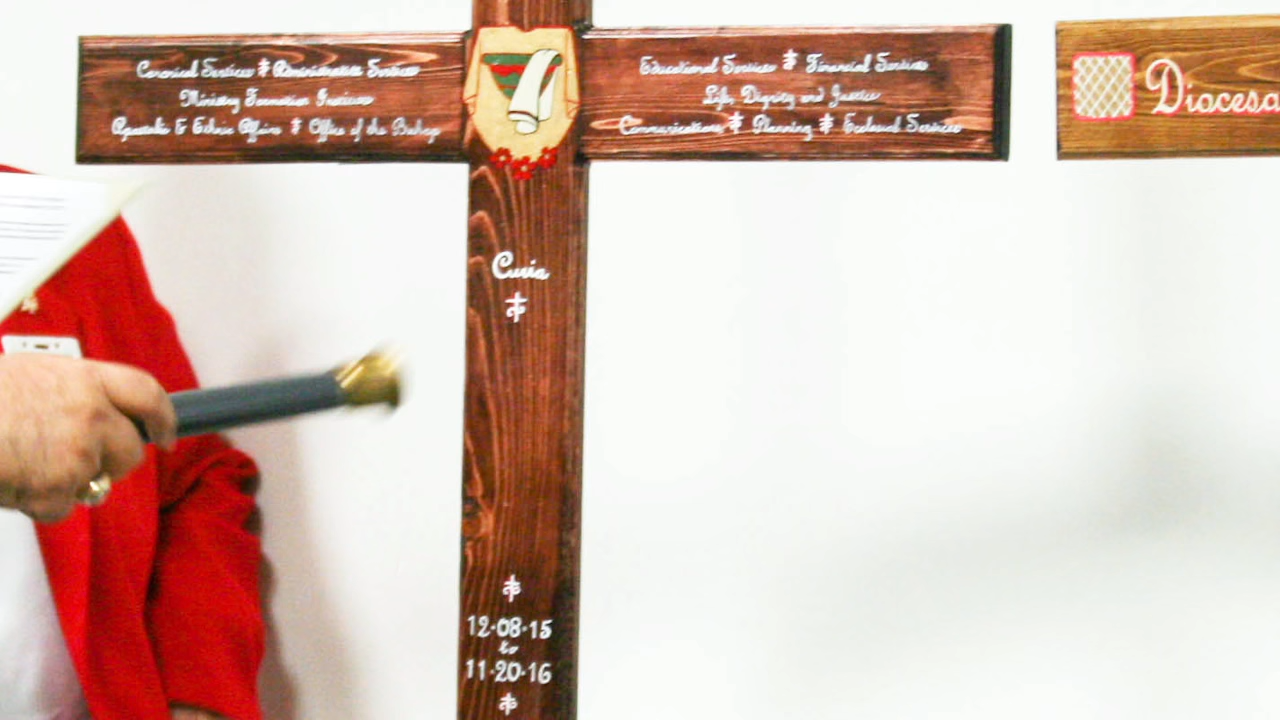 Canonical Services ‡ Administrative Services
Ministry Formation Institute
Apostolic & Ethnic Affairs ‡ Office of the Bishop
Educational Services ‡ Financial Services
Life, Dignity and Justice
Communications ‡ Planning ‡ Ecclesial Services
Curia
12·08·15
to
11·20·16
Diocesa